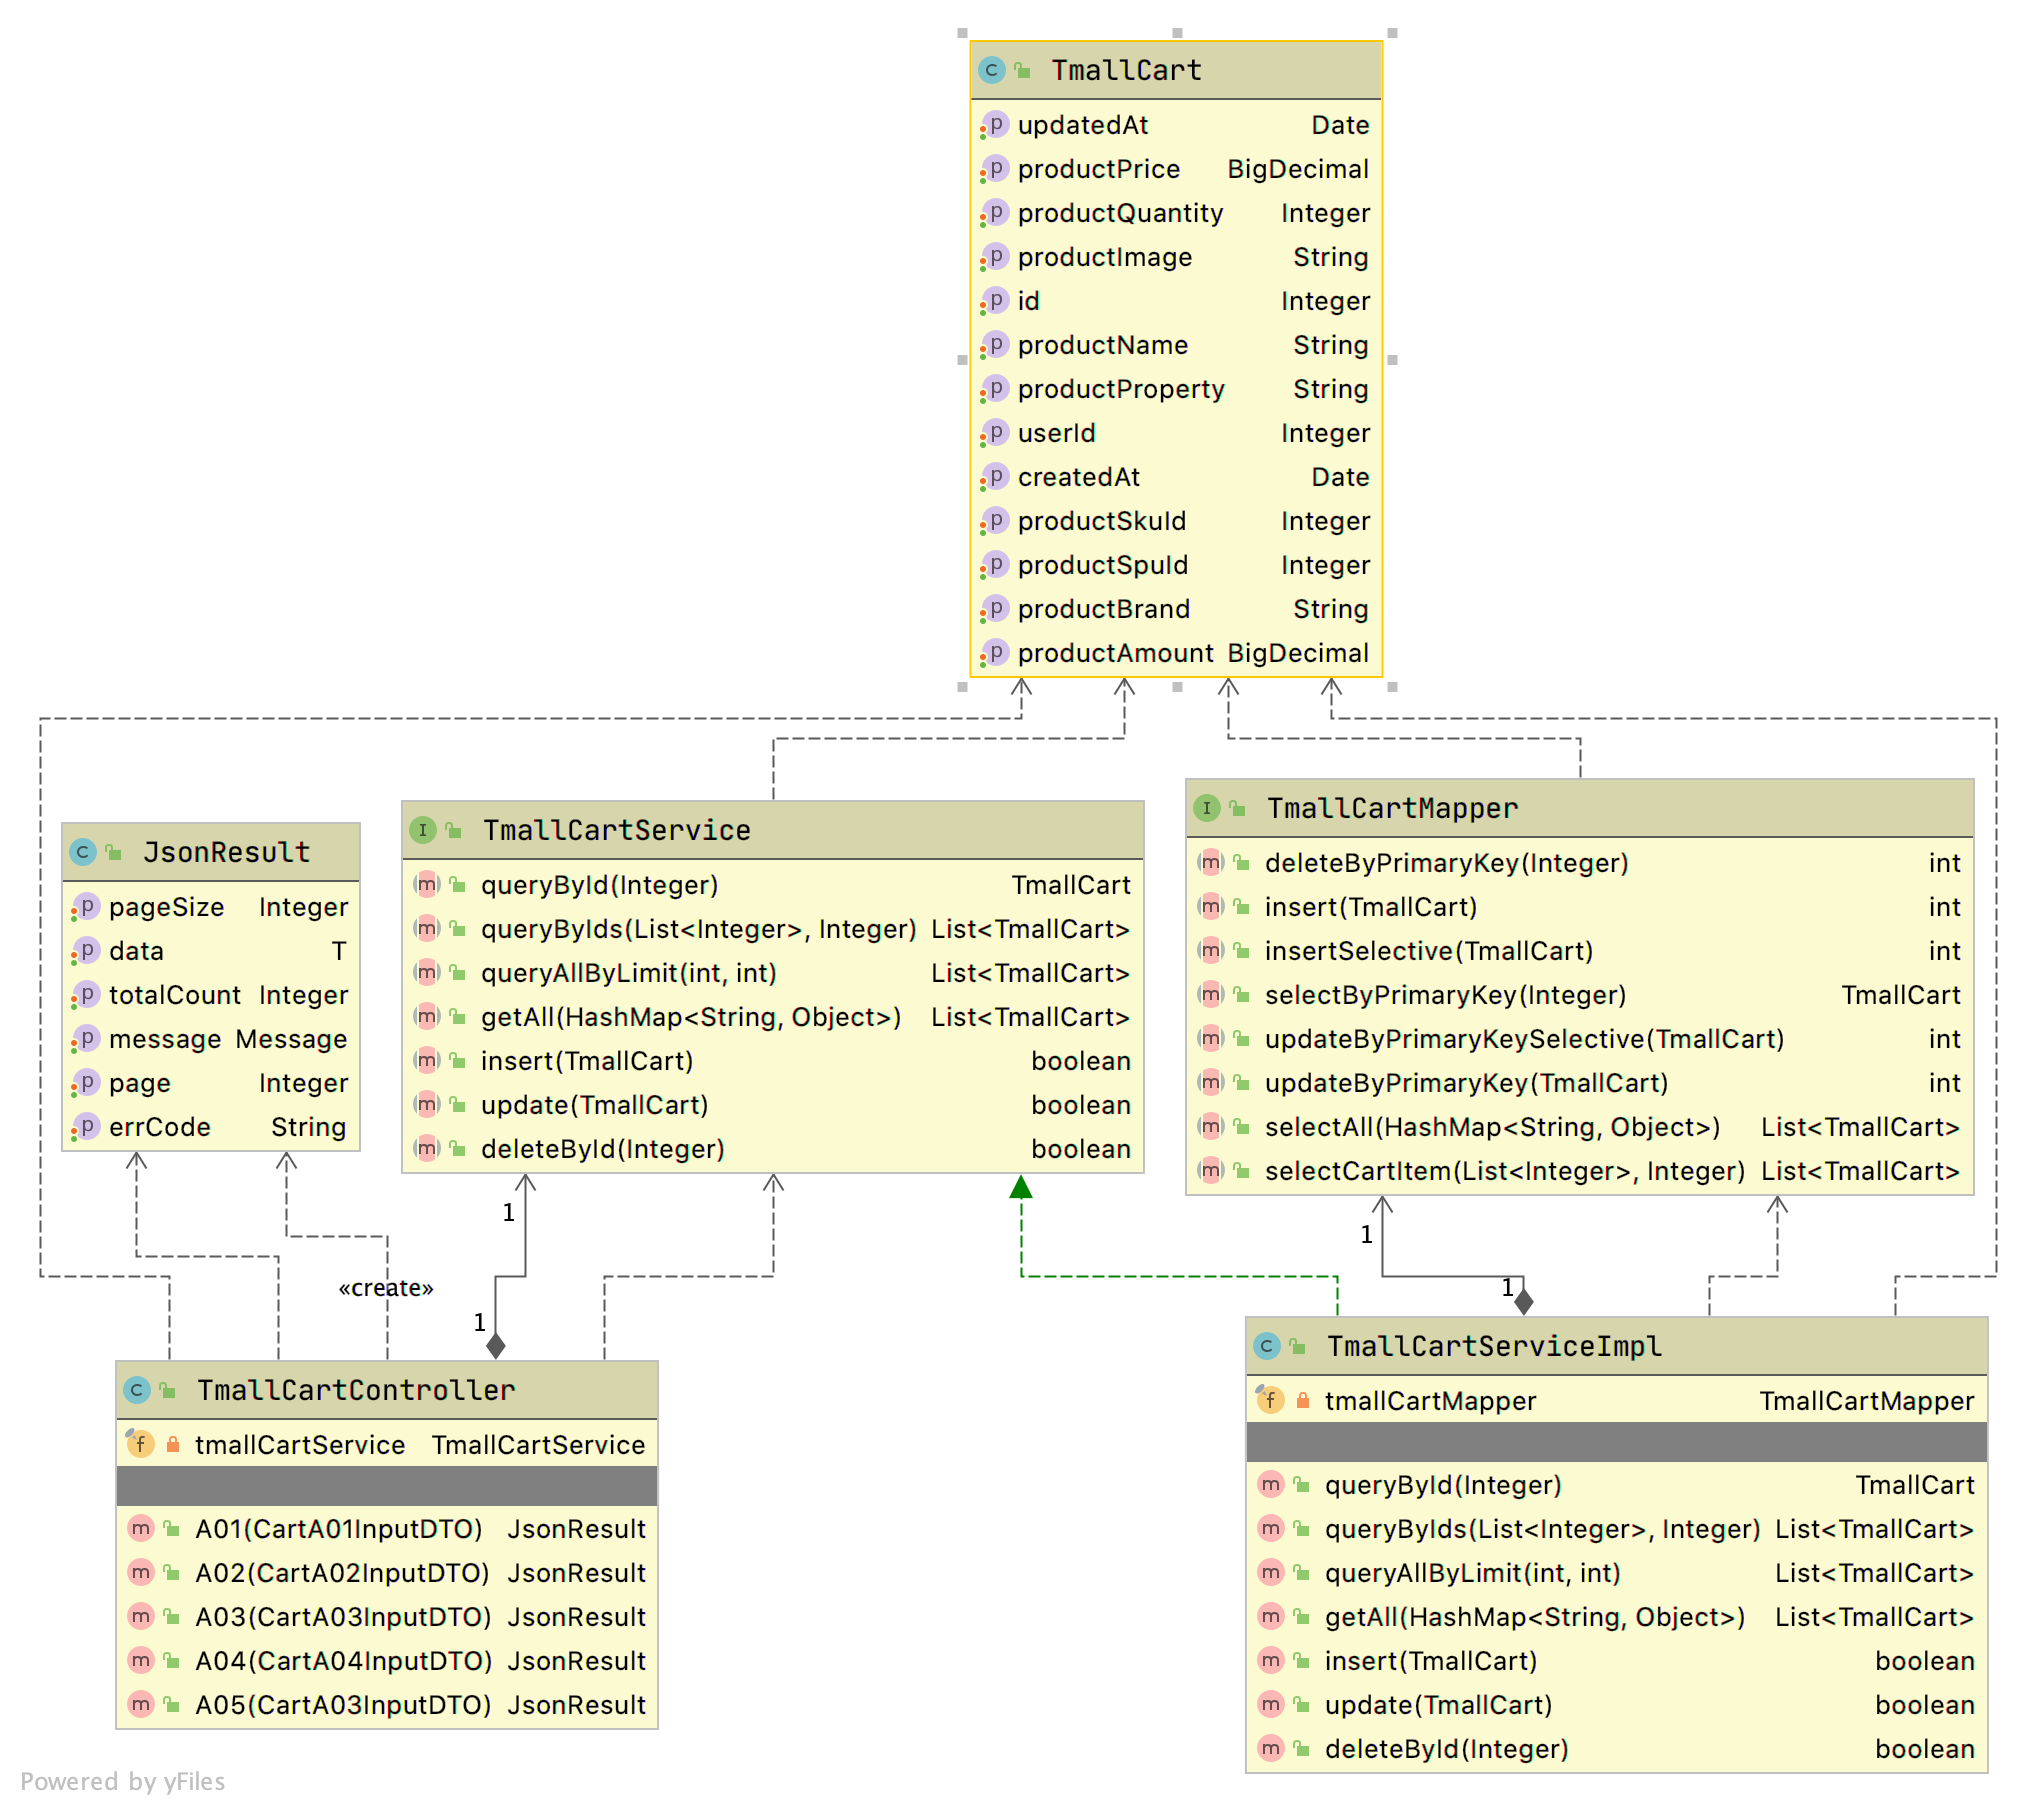 TmallCart
updatedAt Date
productPrice BigDecimal
productQuantity Integer
productImage String
id Integer
productName String
productProperty String
userId Integer
createdAt Date
productSkuId Integer
productSpuId Integer
productBrand String
productAmount BigDecimal
JsonResult
pageSize Integer
data T
totalCount Integer
message Message
page Integer
errCode String
TmallCartService
queryById(Integer) TmallCart
queryByIds(List<Integer>, Integer) List<TmallCart>
queryAllByLimit(int, int) List<TmallCart>
getAll(HashMap<String, Object>) List<TmallCart>
insert(TmallCart) boolean
update(TmallCart) boolean
deleteById(Integer) boolean
TmallCartMapper
deleteByPrimaryKey(Integer) int
insert(TmallCart) int
insertSelective(TmallCart) int
selectByPrimaryKey(Integer) TmallCart
updateByPrimaryKeySelective(TmallCart) int
updateByPrimaryKey(TmallCart) int
selectAll(HashMap<String, Object>) List<TmallCart>
selectCartItem(List<Integer>, Integer) List<TmallCart>
1
1
«create»
1
1
TmallCartController
tmallCartService TmallCartService
A01(CartA01InputDTO) JsonResult
A02(CartA02InputDTO) JsonResult
A03(CartA03InputDTO) JsonResult
A04(CartA04InputDTO) JsonResult
A05(CartA03InputDTO) JsonResult
TmallCartServiceImpl
tmallCartMapper TmallCartMapper
queryById(Integer) TmallCart
queryByIds(List<Integer>, Integer) List<TmallCart>
queryAllByLimit(int, int) List<TmallCart>
getAll(HashMap<String, Object>) List<TmallCart>
insert(TmallCart) boolean
update(TmallCart) boolean
deleteById(Integer) boolean
Powered by yFiles